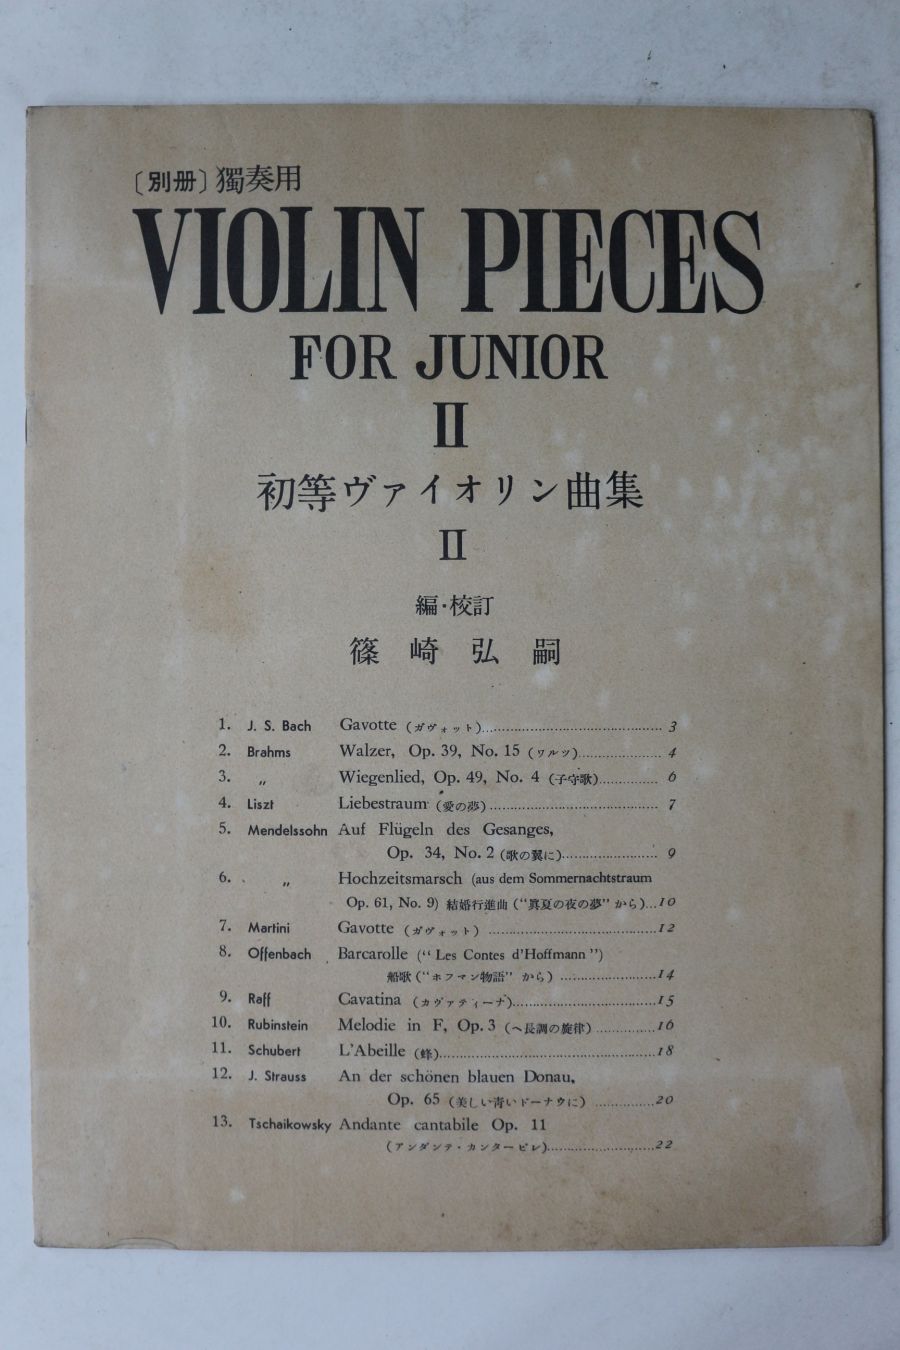 〔別册〕獨奏用
VIOLIN PIECES
FOR JUNIOR
II
初等ヴァイオリン曲集
II
編・校訂
篠崎弘嗣
1. J. S. Bach Gavotte (ガヴォット)........................................... 3
2. Brahms Walzer, Op. 39, No. 15 (ワルツ).................... 4
3. 〃 Wiegenlied, Op. 49, No. 4 (子守歌).............. 6
4. Liszt Liebestraum (愛の夢)......................................... 7
5. Mendelssohn Auf Flügeln des Gesanges,
Op. 34, No. 2 (歌の翼に)........................ 9
6. 〃 Hochzeitsmarsch (aus dem Sommernachtstraum
Op. 61, No. 9) 結婚行進曲 (“眞夏の夜の夢” から)...10
7. Martini Gavotte (ガヴォット) .........................................12
8. Offenbach Barcarolle (“Les Contes d'Hoffmann”)
船歌 (“ホフマン物語” から) ........................14
9. Raff Cavatina (カヴァティーナ)...................................15
10. Rubinstein Melodie in F, Op. 3 (ヘ長調の旋律) ..............16
11. Schubert L'Abeille (蜂).....................................................18
12. J. Strauss An der schönen blauen Donau,
Op. 65 (美しい青いドーナウに) ..............20
13. Tschaikowsky Andante cantabile Op. 11
(アンダンテ・カンタービレ)..........................22